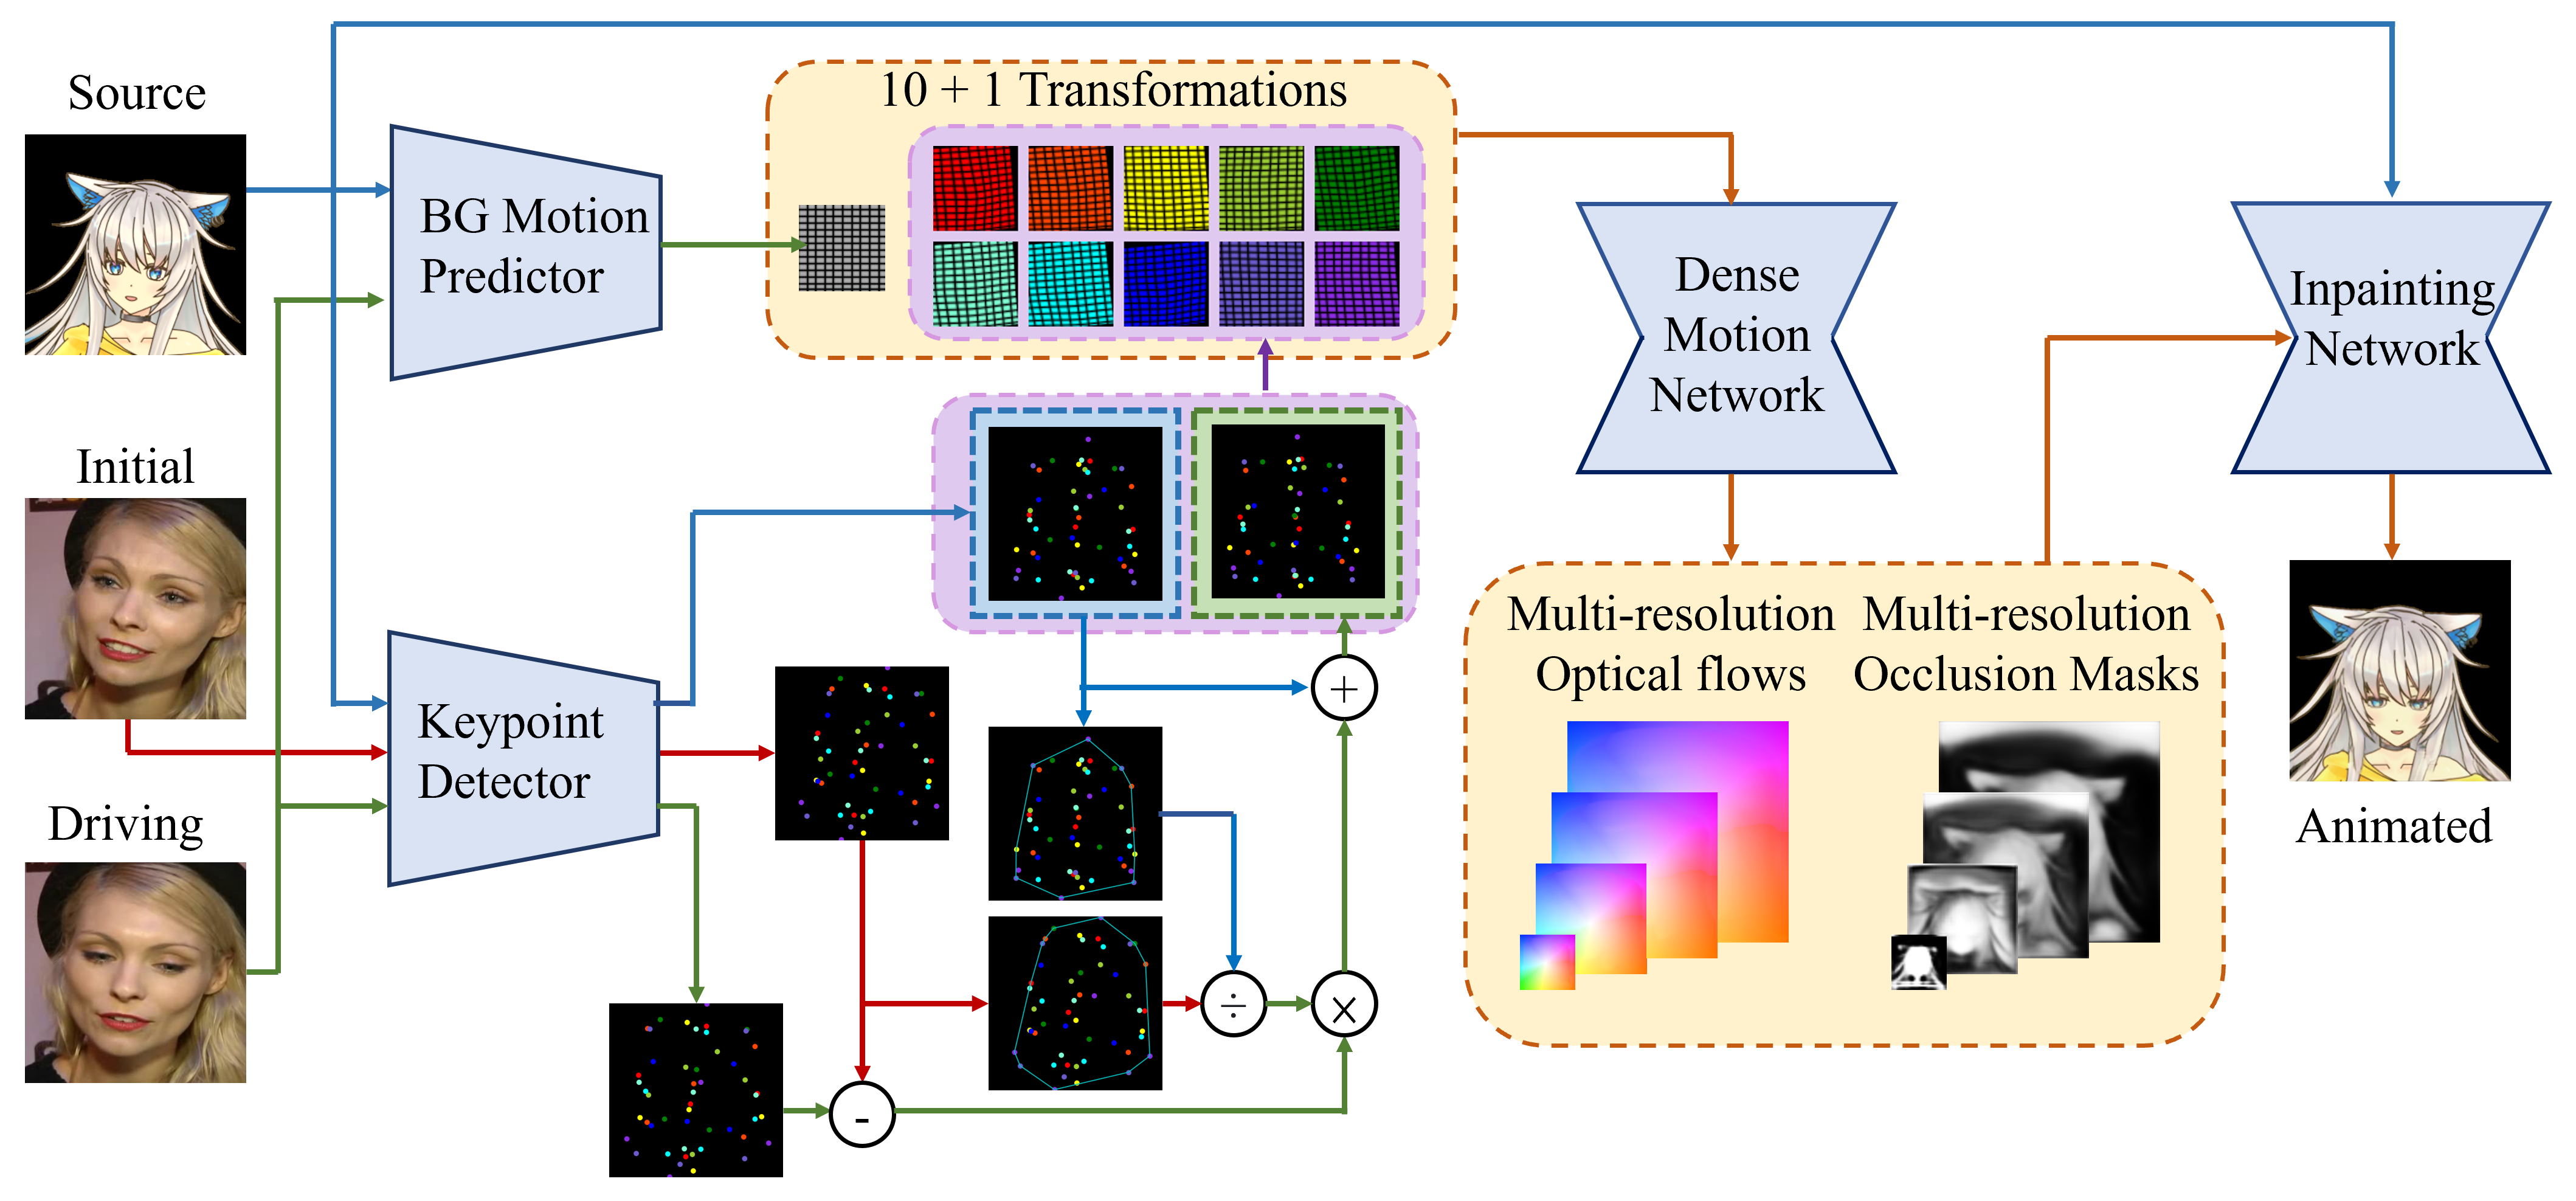 Source
Initial
Driving
BG Motion
Predictor
Keypoint
Detector
10 + 1 Transformations
+
÷
×
-
Dense
Motion
Network
Multi-resolution
Optical flows
Multi-resolution
Occlusion Masks
Inpainting
Network
Animated